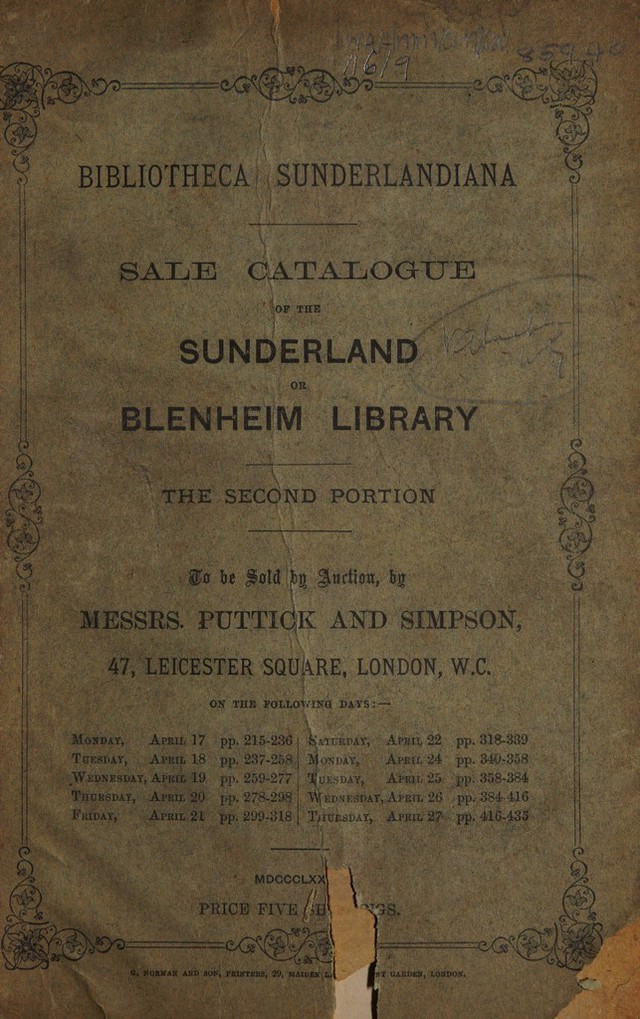 1619
85940
BIBLIOTHECA SUNDERLANDIANA
SALE CATALOGUE
OF THE
SUNDERLAND
OR
BLENHEIM LIBRARY
THE SECOND PORTION
To be Sold by Auction, by
MESSRS. PUTTICK AND SIMPSON,
47, LEICESTER SQUARE, LONDON, W.C.
ON THE FOLLOWING DAYS:—
MONDAY, APRIL 17 pp. 215-236
TUESDAY, APRIL 18 pp. 237-258
WEDNESDAY, APRIL 19 pp. 259-277
THURSDAY, APRIL 20 pp. 278-298
FRIDAY, APRIL 21 pp. 299-318
SATURDAY, APRIL 22 pp. 318-339
MONDAY, APRIL 24 pp. 340-358
TUESDAY, APRIL 25 pp. 358-384
WEDNESDAY, APRIL 26 pp. 384-416
THURSDAY, APRIL 27 pp. 416-435
MDCCCLXX
PRICE FIVE
G. NORMAN AND SON, PRINTERS, 29, MAIDEN GARDEN, LONDON.